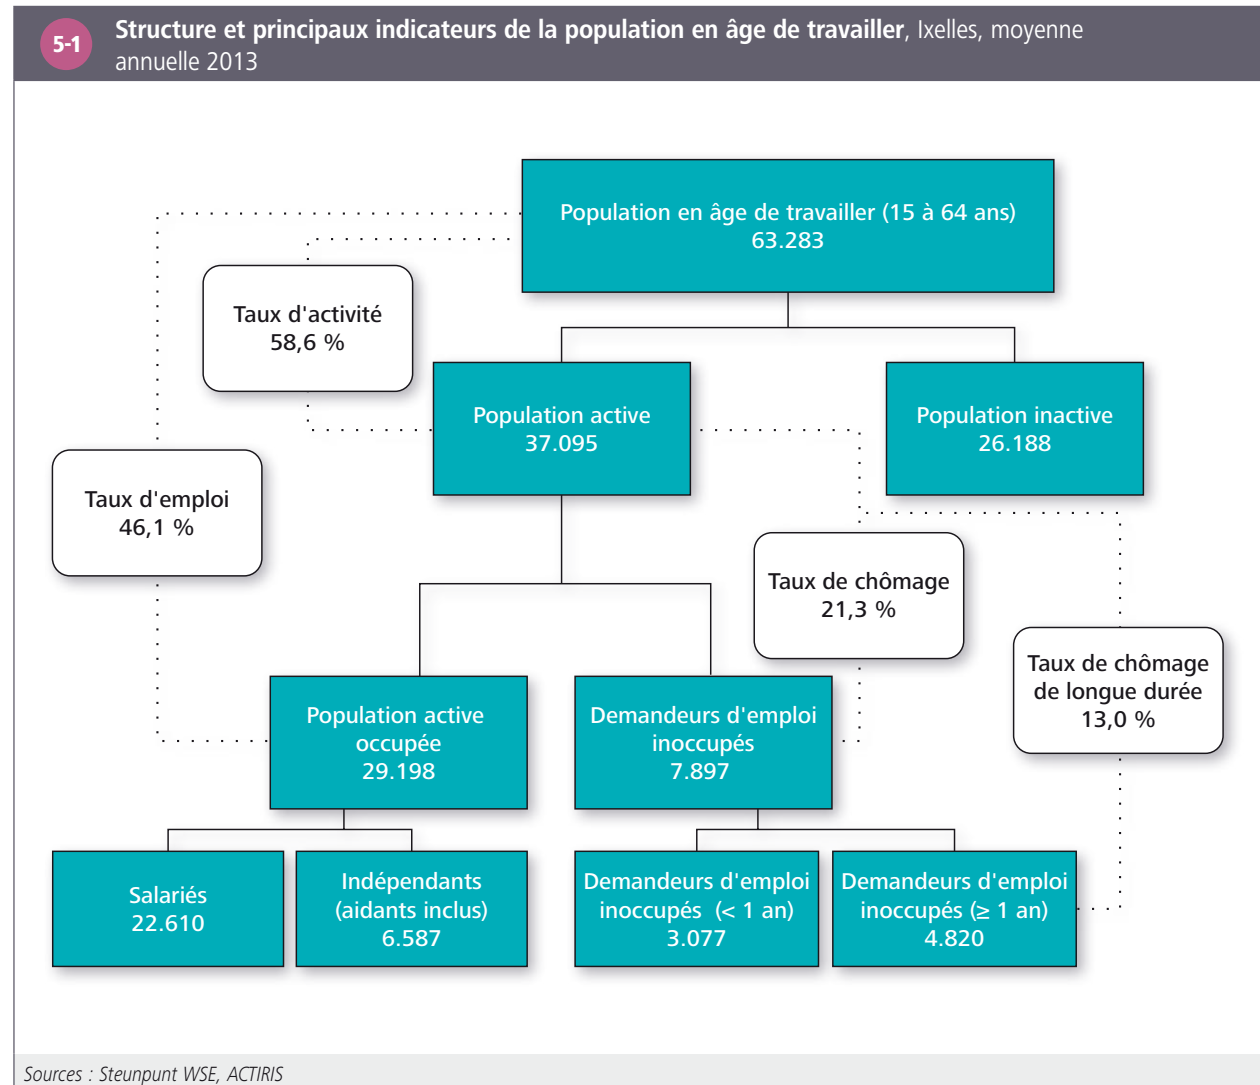 5-1
Structure et principaux indicateurs de la population en âge de travailler, Ixelles, moyenne
annuelle 2013
Population en âge de travailler (15 à 64 ans)
63.283
Taux d'activité
58,6 %
Population active
37.095
Population inactive
26.188
Taux d'emploi
46,1 %
Taux de chômage
21,3 %
Taux de chômage
de longue durée
13,0 %
Population active
occupée
29.198
Demandeurs d'emploi
inoccupés
7.897
Salariés
22.610
Indépendants
(aidants inclus)
6.587
Demandeurs d'emploi
inoccupés (< 1 an)
3.077
Demandeurs d'emploi
inoccupés (≥ 1 an)
4.820
Sources : Steunpunt WSE, ACTIRIS